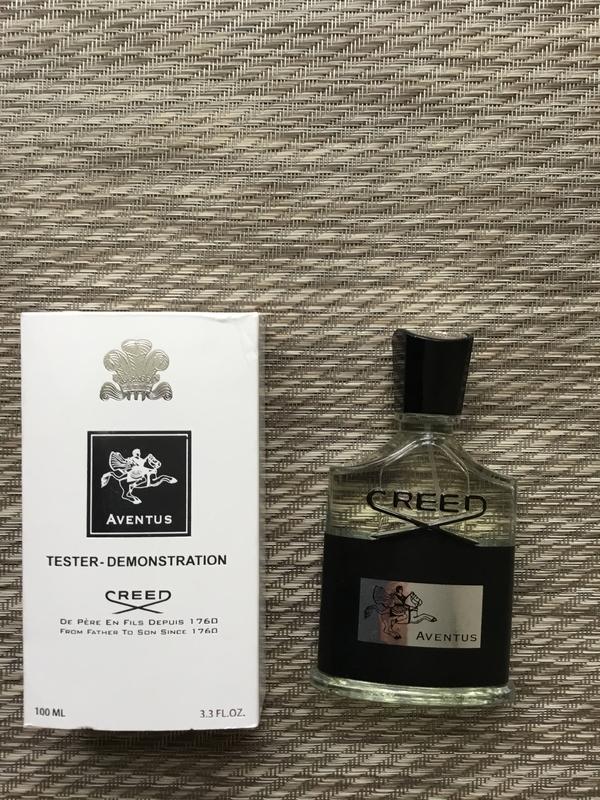 AVENTUS
TESTER-DEMONSTRATION
CREED
DE PÈRE EN FILS DEPUIS 1760
FROM FATHER TO SON SINCE 1760
100 ML
3.3 FL.OZ.
CREED
AVENTUS